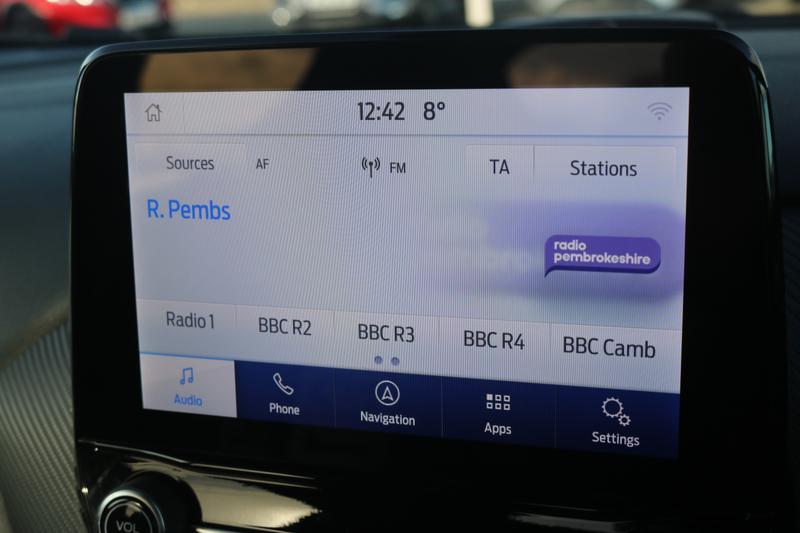 12:42 8°
Sources AF FM TA Stations
R. Pembs
radio
pembrokeshire
Radio 1 BBC R2 BBC R3 BBC R4 BBC Camb
Audio Phone Navigation Apps Settings
VOL